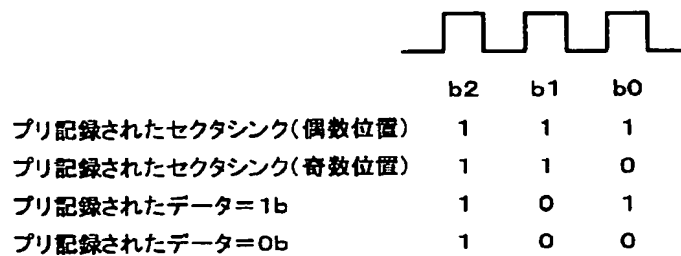 b2 b1 b0
プリ記録されたセクタシンク(偶数位置) 1 1 1
プリ記録されたセクタシンク(奇数位置) 1 1 0
プリ記録されたデータ=1b 1 0 1
プリ記録されたデータ=0b 1 0 0